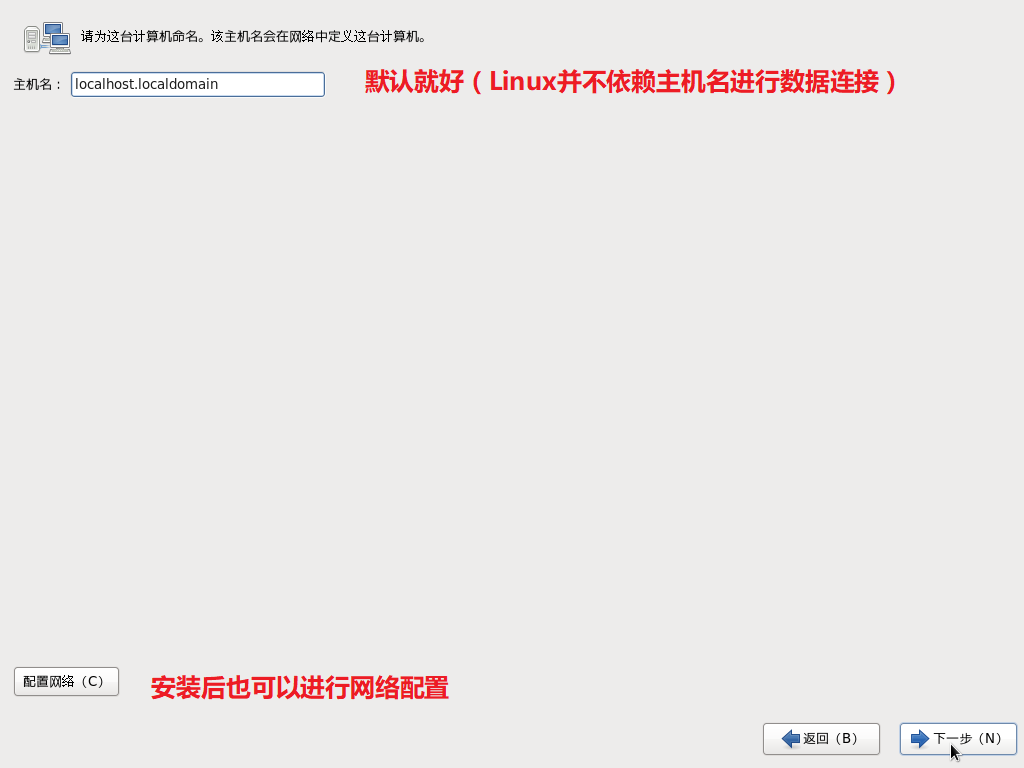 请为这台计算机命名。该主机名会在网络中定义这台计算机。
主机名： localhost.localdomain 默认就好（Linux并不依赖主机名进行数据连接）
配置网络（C） 安装后也可以进行网络配置
返回（B） 下一步（N）